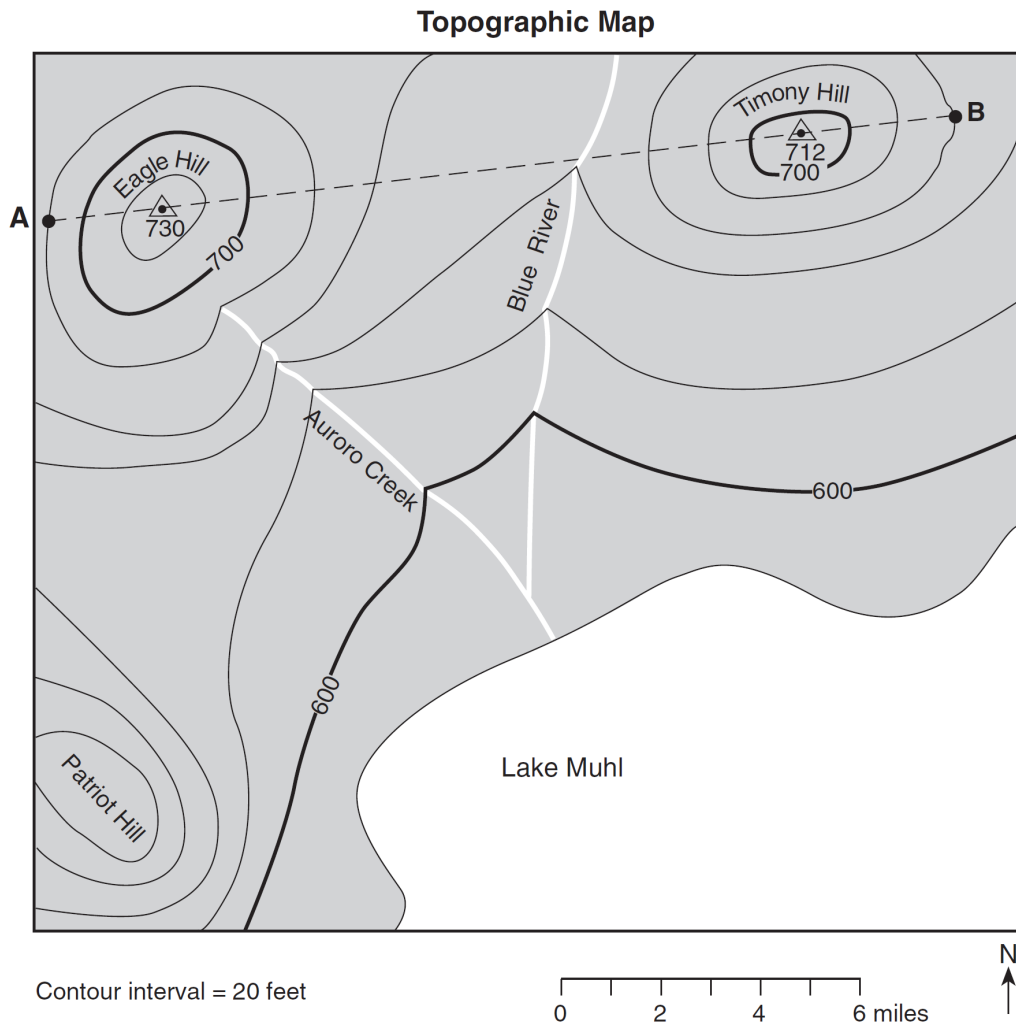 Topographic Map
Timony Hill
B
712
700
Eagle Hill
A
730
700
Blue River
Auroro Creek
600
600
Patriot Hill
Lake Muhl
N
Contour interval = 20 feet
0 2 4 6 miles